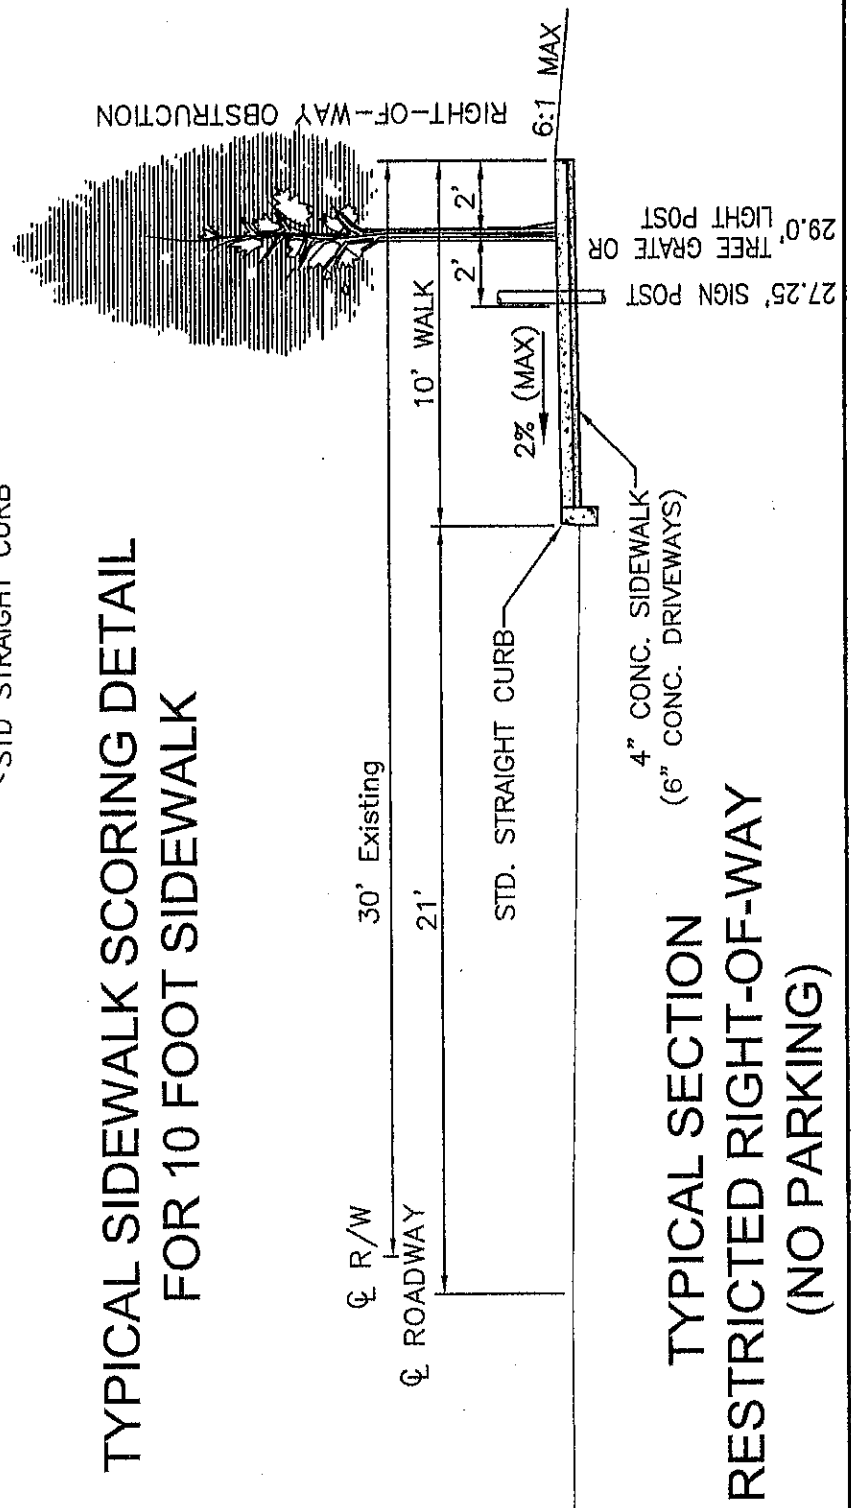 STD STRAIGHT CURB
TYPICAL SIDEWALK SCORING DETAIL
FOR 10 FOOT SIDEWALK
RIGHT-OF-WAY OBSTRUCTION
℄ R/W
30' Existing
℄ ROADWAY
21'
10' WALK
2'
2'
6:1 MAX
2% (MAX)
STD. STRAIGHT CURB
4" CONC. SIDEWALK
(6" CONC. DRIVEWAYS)
27.25' SIGN POST
29.0' TREE GRATE OR
LIGHT POST
TYPICAL SECTION
RESTRICTED RIGHT-OF-WAY
(NO PARKING)